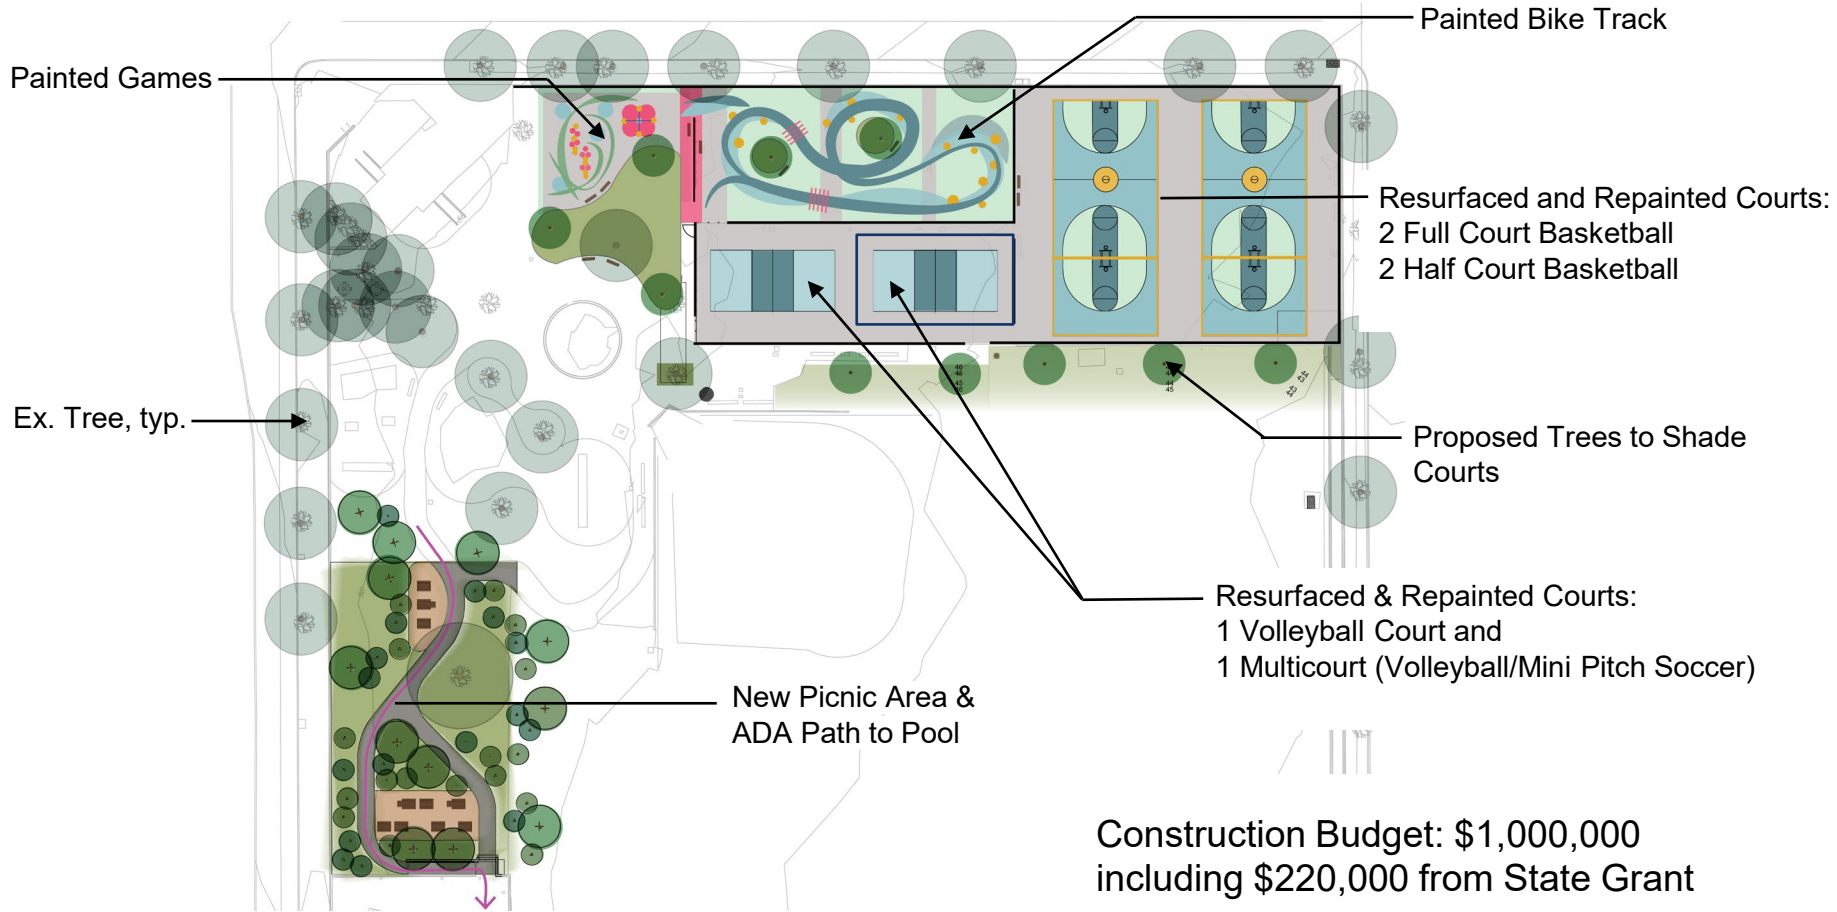 Painted Bike Track
Painted Games
Resurfaced and Repainted Courts:
2 Full Court Basketball
2 Half Court Basketball
Ex. Tree, typ.
Proposed Trees to Shade
Courts
Resurfaced & Repainted Courts:
1 Volleyball Court and
1 Multicourt (Volleyball/Mini Pitch Soccer)
New Picnic Area &
ADA Path to Pool
Construction Budget: $1,000,000
including $220,000 from State Grant